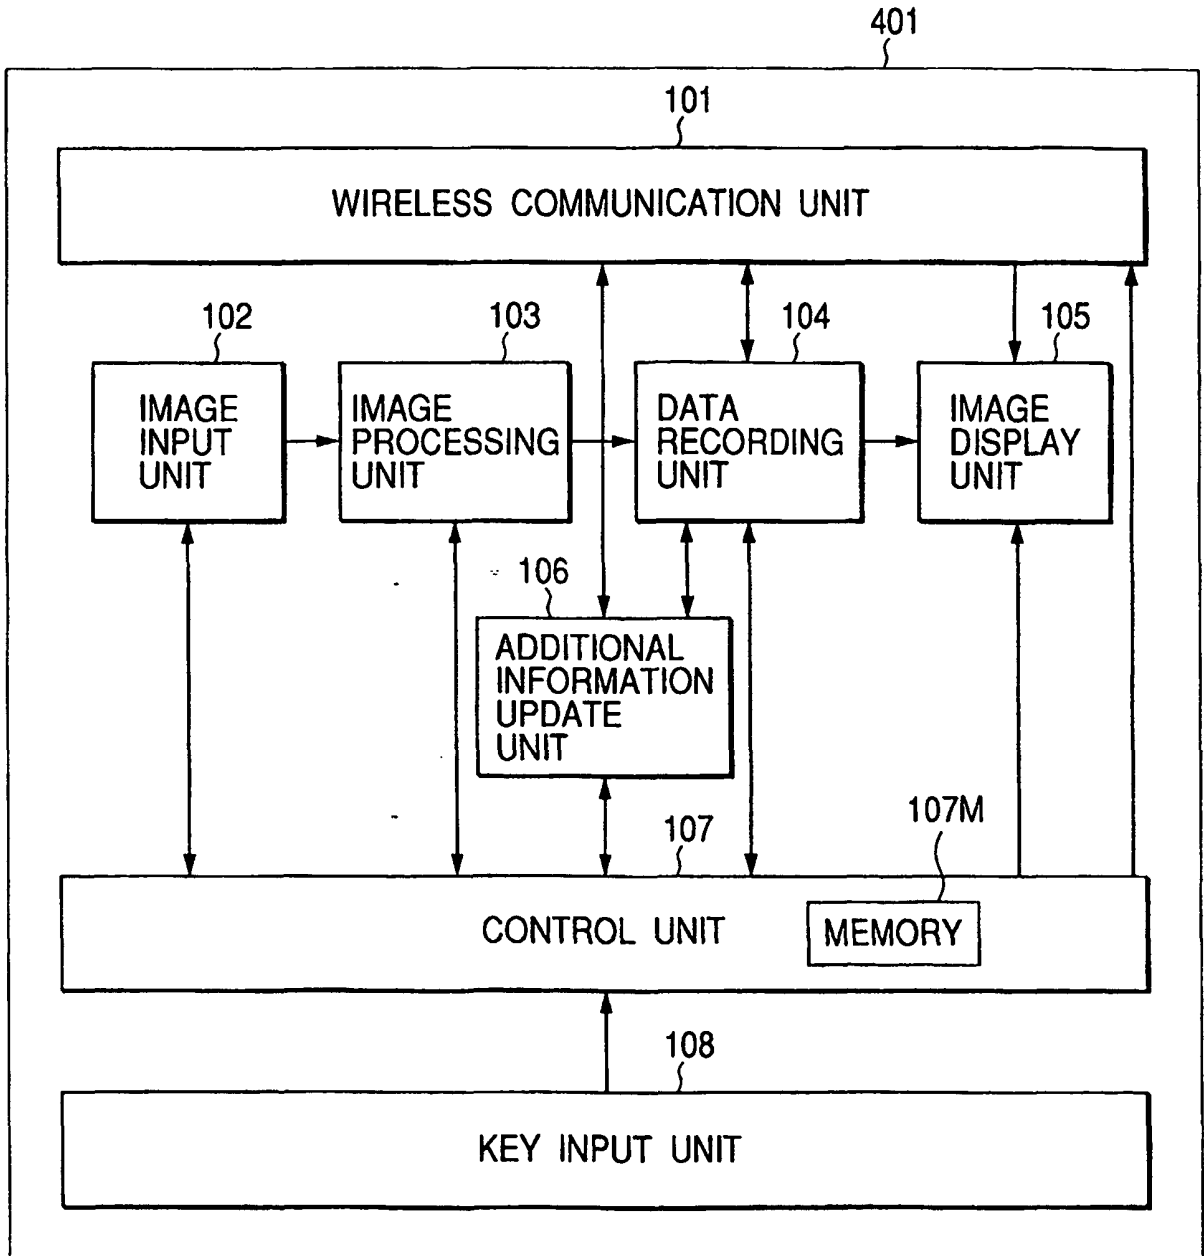 401
101
WIRELESS COMMUNICATION UNIT
102
103
104
105
IMAGE
INPUT
UNIT
IMAGE
PROCESSING
UNIT
DATA
RECORDING
UNIT
IMAGE
DISPLAY
UNIT
106
ADDITIONAL
INFORMATION
UPDATE
UNIT
107
107M
CONTROL UNIT
MEMORY
108
KEY INPUT UNIT